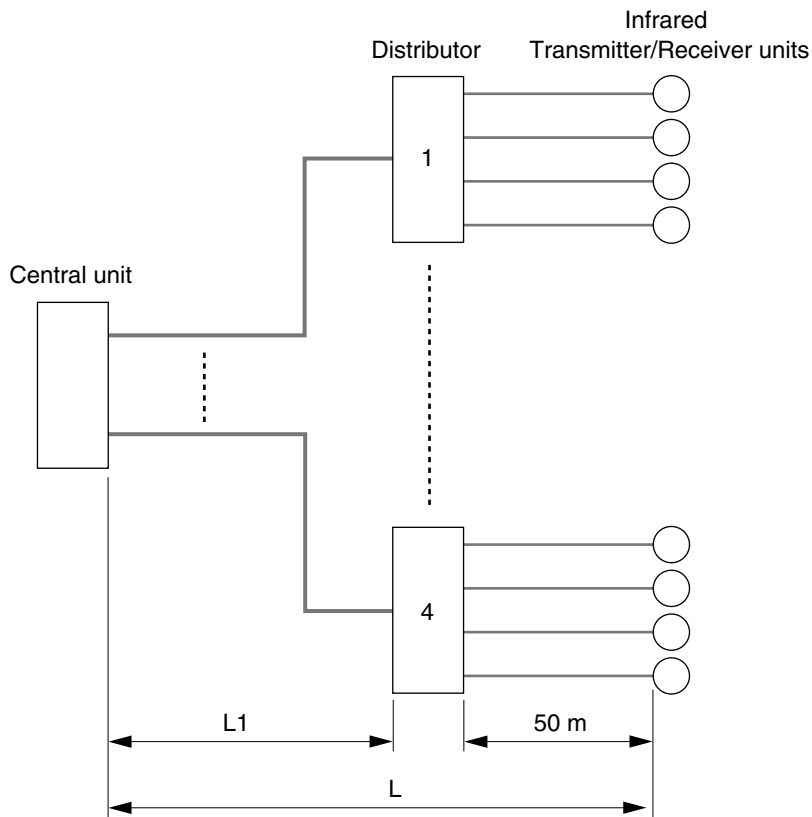 Infrared
Distributor
Transmitter/Receiver units
1
Central unit
4
L1
50 m
L